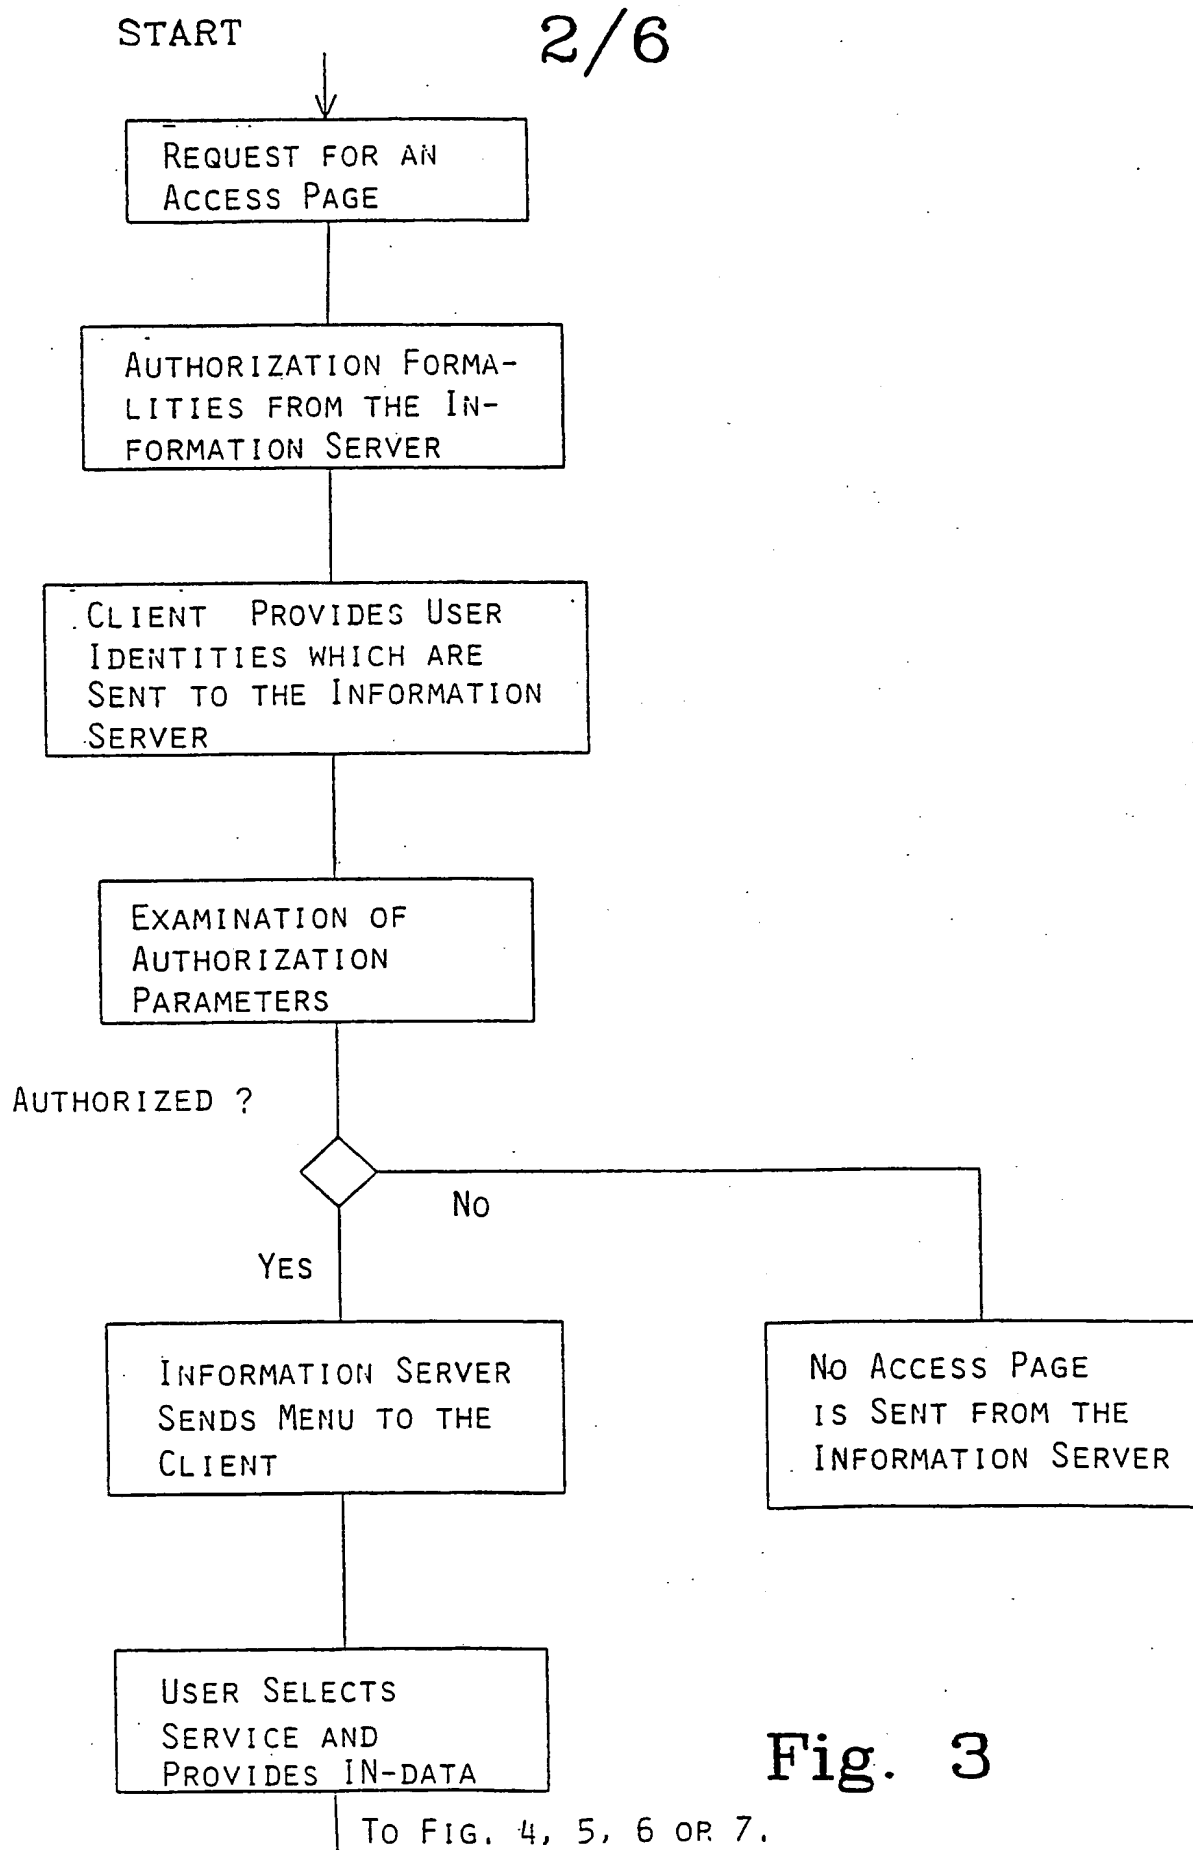 START
2/6
REQUEST FOR AN
ACCESS PAGE
AUTHORIZATION FORMA-
LITIES FROM THE IN-
FORMATION SERVER
CLIENT PROVIDES USER
IDENTITIES WHICH ARE
SENT TO THE INFORMATION
SERVER
EXAMINATION OF
AUTHORIZATION
PARAMETERS
AUTHORIZED ?
NO
YES
INFORMATION SERVER
SENDS MENU TO THE
CLIENT
NO ACCESS PAGE
IS SENT FROM THE
INFORMATION SERVER
USER SELECTS
SERVICE AND
PROVIDES IN-DATA
Fig. 3
TO FIG. 4, 5, 6 OR 7.